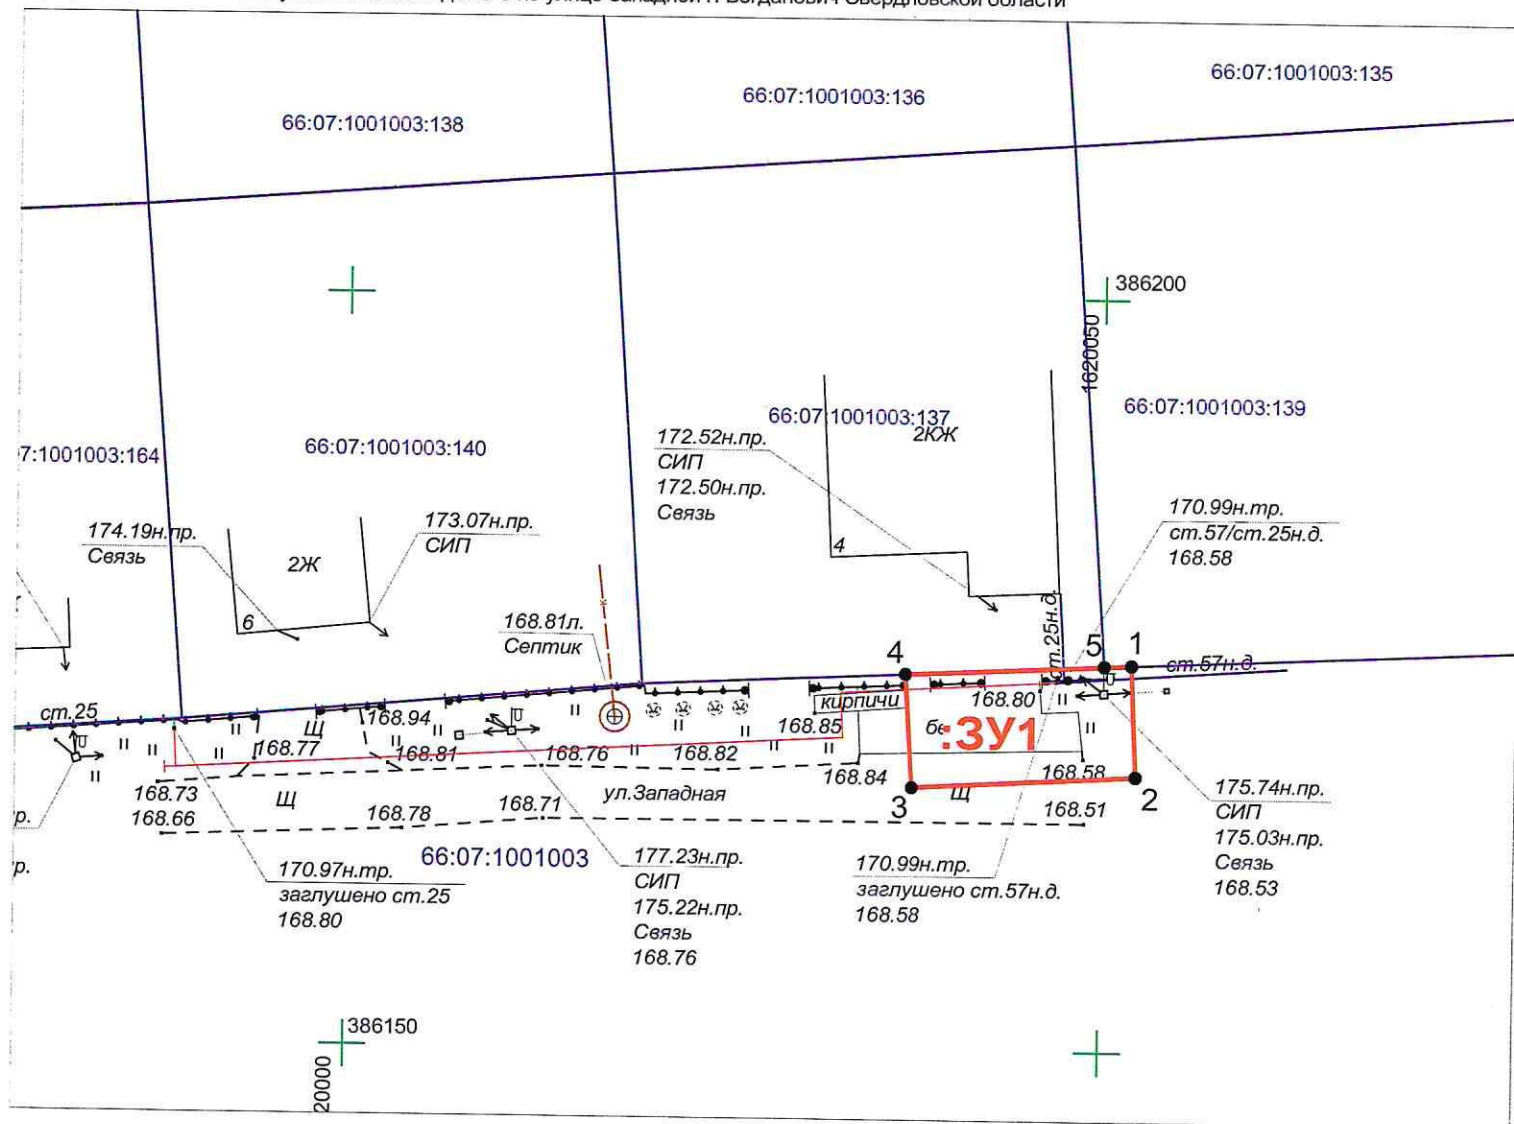 по улице Западной г. Богданович Свердловской области
66:07:1001003:135
66:07:1001003:136
66:07:1001003:138
386200
1620050
66:07:1001003:139
66:07:1001003:137
2КЖ
172.52н.пр.
СИП
172.50н.пр.
Связь
66:07:1001003:140
7:1001003:164
170.99н.тр.
ст.57/ст.25н.д.
168.58
174.19н.пр.
Связь
173.07н.пр.
СИП
2Ж
4
6
168.81л.
Септик
к
ст.25н.д.
4
5
1
ст.57н.д.
ст.25
168.94
Щ
кирпичи
168.80
168.85
:ЗУ1
168.77
168.81
168.76
168.82
168.84
168.58
168.73
Щ
168.71
ул.Западная
3
Щ
2
168.66
168.78
168.51
175.74н.пр.
СИП
175.03н.пр.
Связь
168.53
р.
р.
66:07:1001003
170.97н.тр.
заглушено ст.25
168.80
177.23н.пр.
СИП
175.22н.пр.
Связь
168.76
170.99н.тр.
заглушено ст.57н.д.
168.58
386150
20000